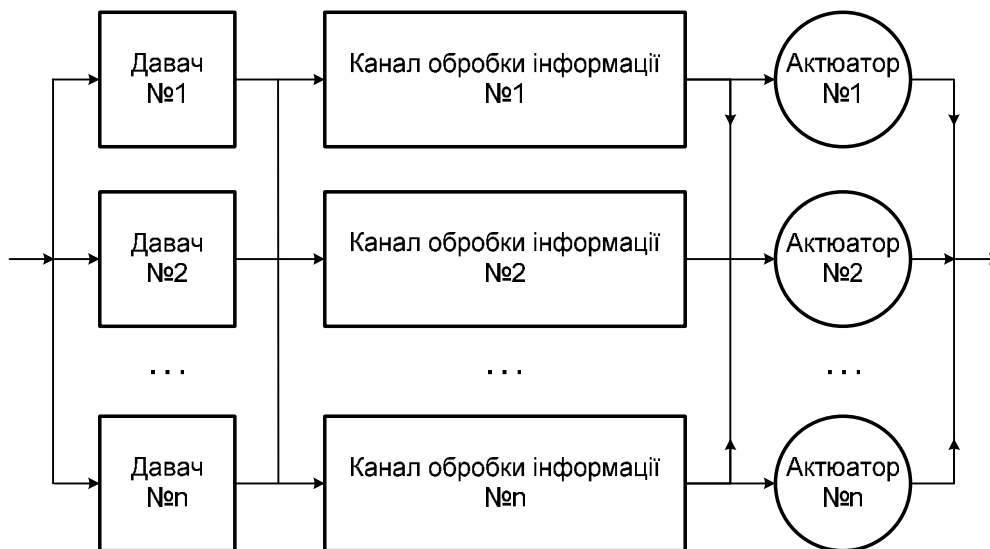 Давач
№1
Канал обробки інформації
№1
Актюатор
№1
Давач
№2
Канал обробки інформації
№2
Актюатор
№2
...
...
...
Давач
№n
Канал обробки інформації
№n
Актюатор
№n